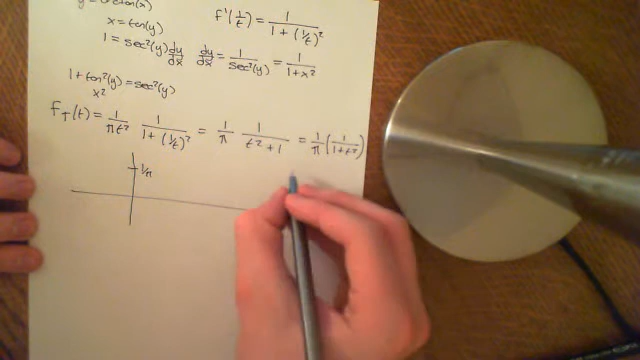 y = arctan(x)
x = tan(y)
1 = sec²(y) dy/dx   dy/dx = 1/sec²(y) = 1/(1+x²)
f'(1/t) = 1/(1+(1/t)²)
1+tan²(y) = sec²(y)
x²
f_T(t) = 1/(πt²) 1/(1+(1/t)²) = 1/π 1/(t²+1) = 1/π (1/(1+t²))
1/π